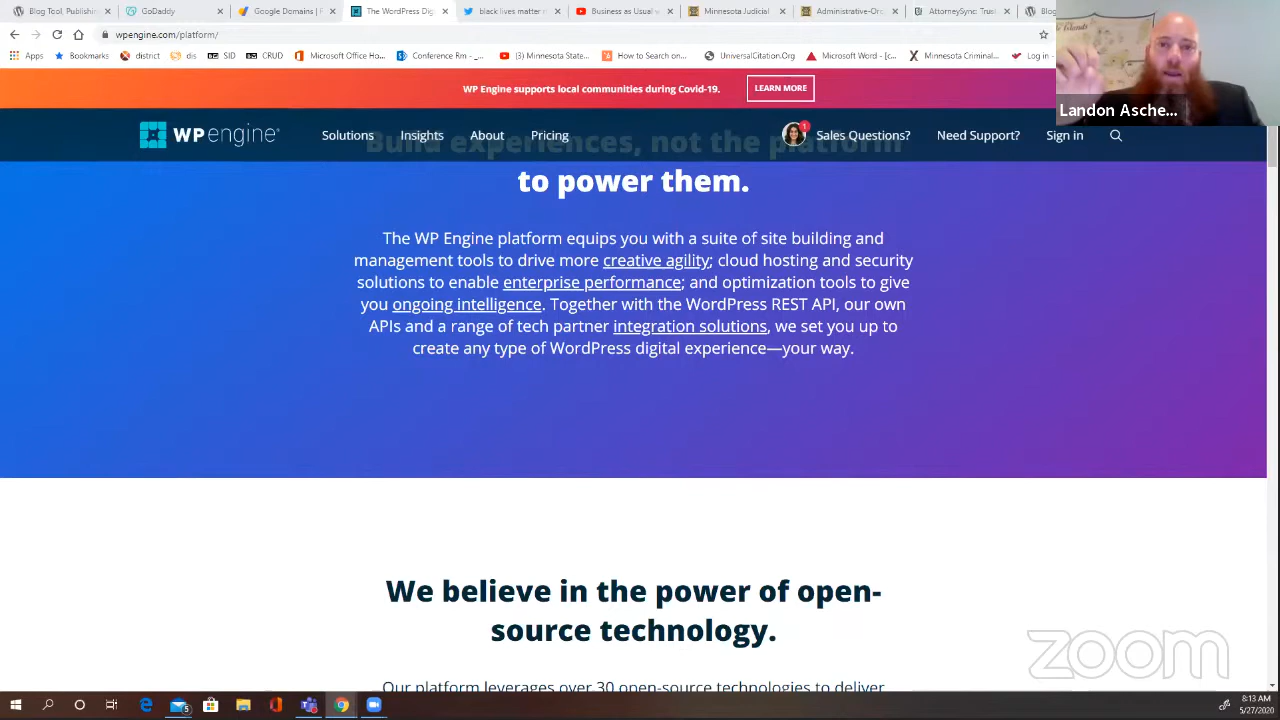 Blog Tool, Publishing
GoDaddy
Google Domains | F
The WordPress Dig
black lives matter m
Business as Usual
Minnesota Judicial
Administrative-Or
AttorneySync: Trus
Blog
wpengine.com/platform/
Apps Bookmarks district dis SID CRUD Microsoft Office Ho... Conference Rm - _... Minnesota State... How to Search on... UniversalCitation.Org Microsoft Word - [c... Minnesota Criminal... Log in -
WP Engine supports local communities during Covid-19. LEARN MORE
Landon Asche...
WP engine Solutions Insights About Pricing 1 Sales Questions? Need Support? Sign in
Build experiences, not the platform
to power them.
The WP Engine platform equips you with a suite of site building and
management tools to drive more creative agility; cloud hosting and security
solutions to enable enterprise performance; and optimization tools to give
you ongoing intelligence. Together with the WordPress REST API, our own
APIs and a range of tech partner integration solutions, we set you up to
create any type of WordPress digital experience—your way.
We believe in the power of open-
source technology.
Our platform leverages over 30 open-source technologies to deliver
zoom
5
8:13 AM
5/27/2020